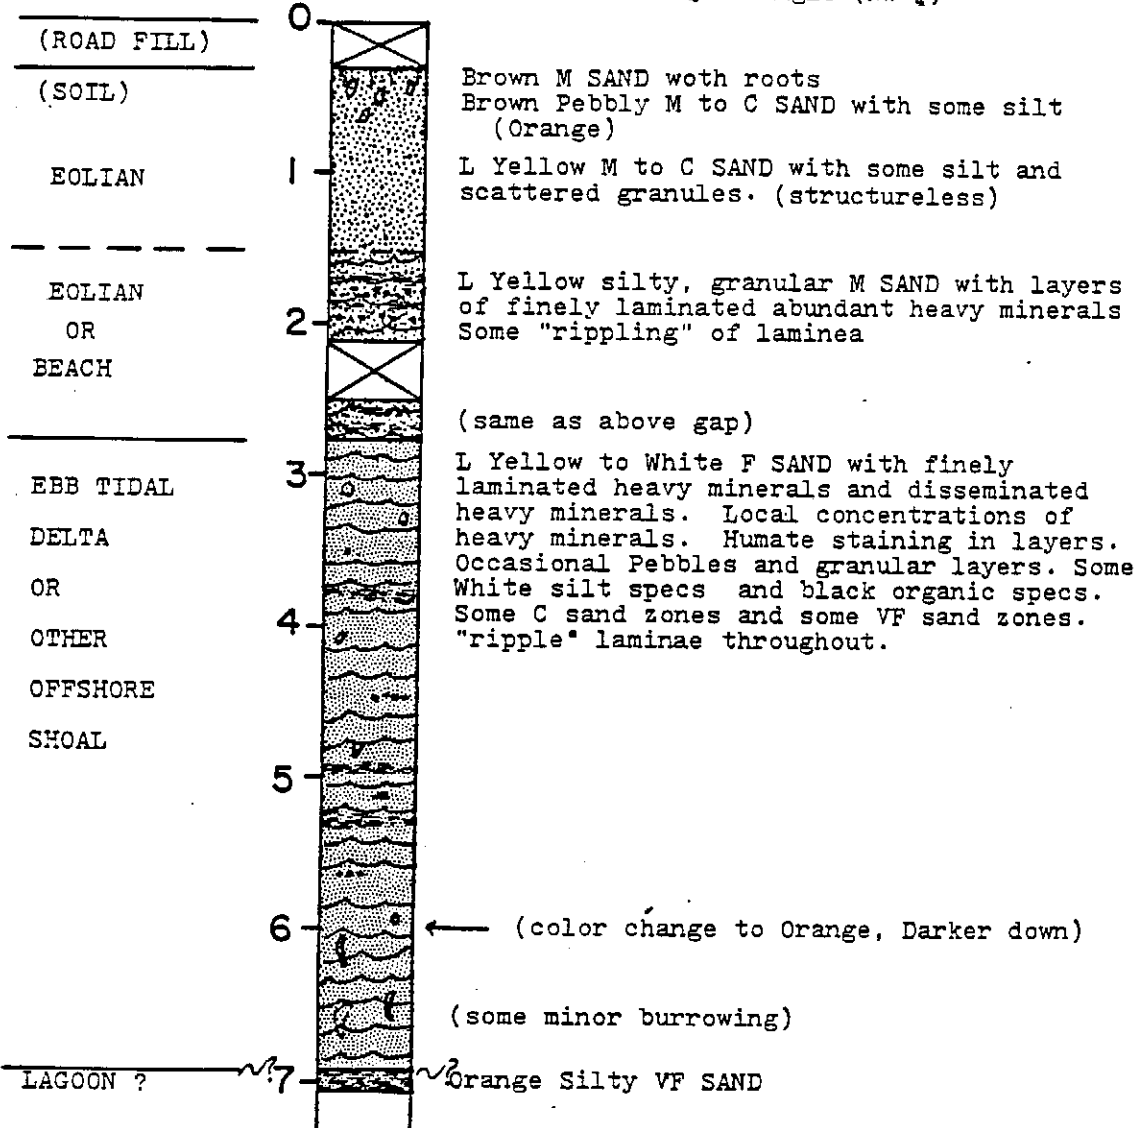 0
(ROAD FILL)
(SOIL)
Brown M SAND woth roots
Brown Pebbly M to C SAND with some silt
(Orange)
EOLIAN
1
L Yellow M to C SAND with some silt and
scattered granules. (structureless)
EOLIAN
OR
BEACH
2
L Yellow silty, granular M SAND with layers
of finely laminated abundant heavy minerals
Some "rippling" of laminea
(same as above gap)
3
EBB TIDAL
DELTA
OR
OTHER
OFFSHORE
SHOAL
L Yellow to White F SAND with finely
laminated heavy minerals and disseminated
heavy minerals. Local concentrations of
heavy minerals. Humate staining in layers.
Occasional Pebbles and granular layers. Some
White silt specs and black organic specs.
Some C sand zones and some VF sand zones.
"ripple" laminae throughout.
4
5
6
(color change to Orange, Darker down)
(some minor burrowing)
LAGOON ?
?
7
?
Orange Silty VF SAND